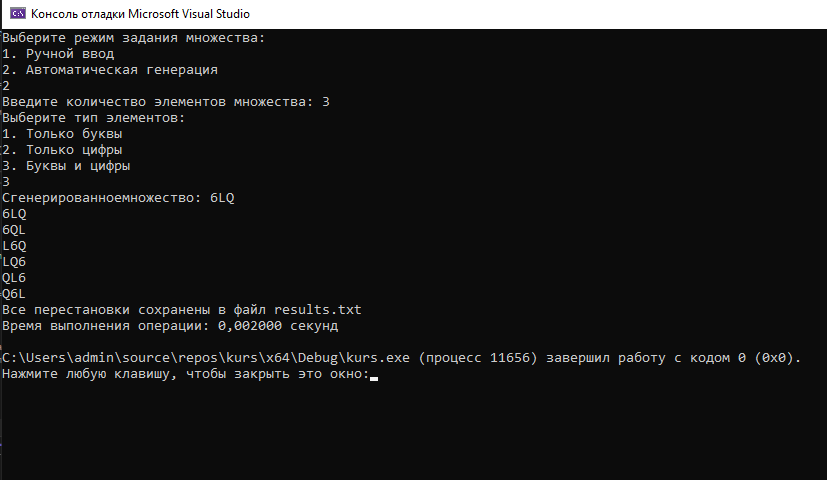 Консоль отладки Microsoft Visual Studio
Выберите режим задания множества:
1. Ручной ввод
2. Автоматическая генерация
2
Введите количество элементов множества: 3
Выберите тип элементов:
1. Только буквы
2. Только цифры
3. Буквы и цифры
3
Сгенерированноемножество: 6LQ
6LQ
6QL
L6Q
LQ6
QL6
Q6L
Все перестановки сохранены в файл results.txt
Время выполнения операции: 0,002000 секунд
C:\Users\admin\source\repos\kurs\x64\Debug\kurs.exe (процесс 11656) завершил работу с кодом 0 (0x0).
Нажмите любую клавишу, чтобы закрыть это окно: